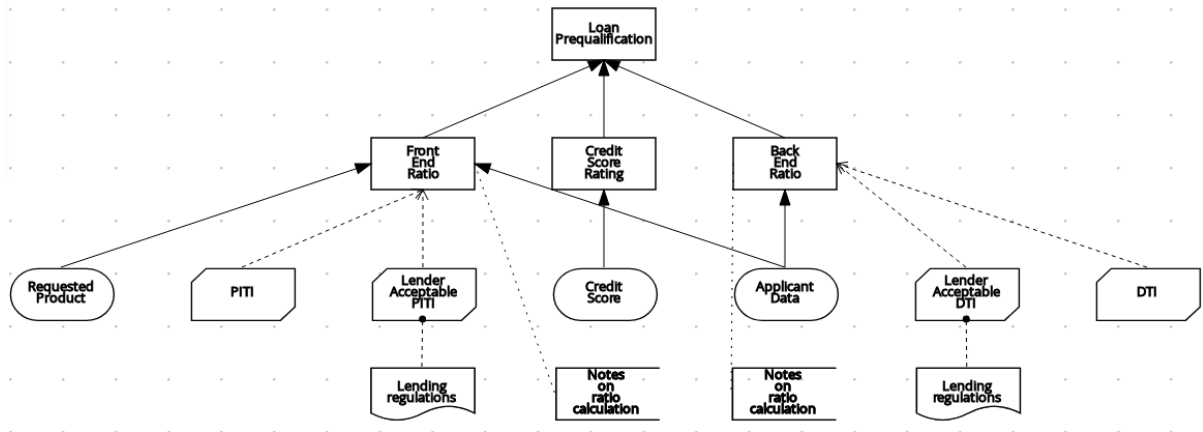 Loan
Prequalification
Front
End
Ratio
Credit
Score
Rating
Back
End
Ratio
Requested
Product
PITI
Lender
Acceptable
PITI
Credit
Score
Applicant
Data
Lender
Acceptable
DTI
DTI
Lending
regulations
Notes
on
ratio
calculation
Notes
on
ratio
calculation
Lending
regulations